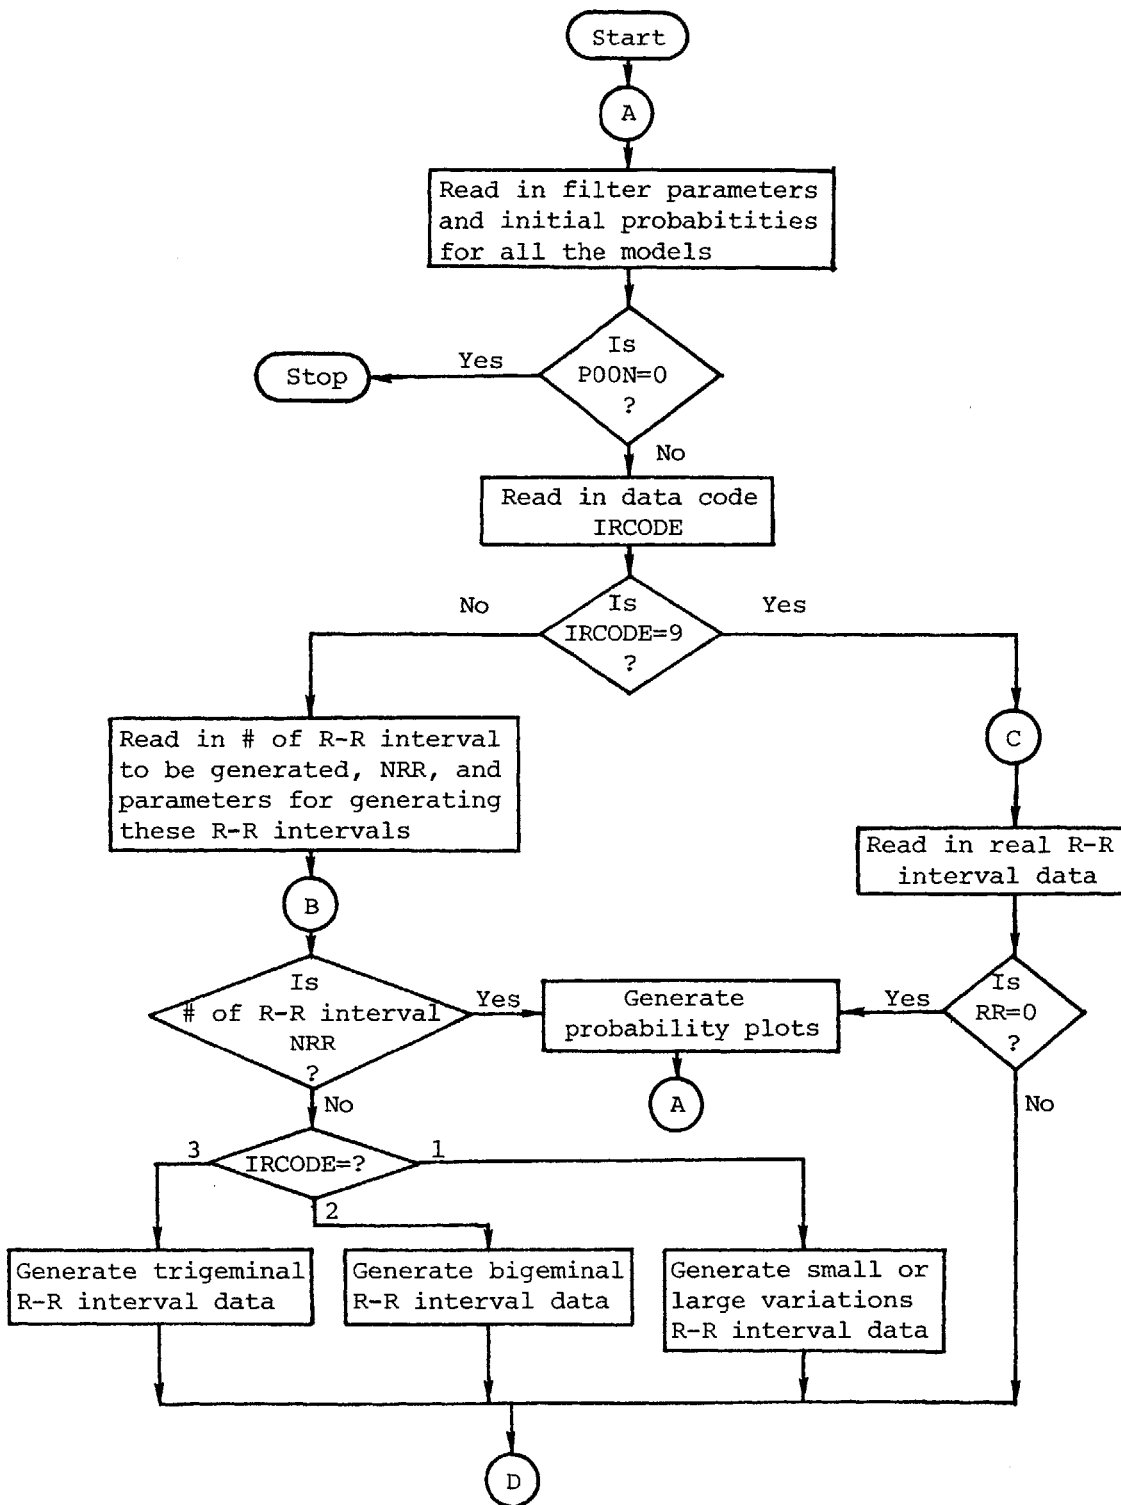 Start
A
Read in filter parameters
and initial probabitities
for all the models
Is
P00N=0
?
Yes
Stop
No
Read in data code
IRCODE
Is
IRCODE=9
?
No
Yes
Read in # of R-R interval
to be generated, NRR, and
parameters for generating
these R-R intervals
C
Read in real R-R
interval data
B
Is
# of R-R interval
NRR
?
Yes
Generate
probability plots
Yes
Is
RR=0
?
A
No
No
IRCODE=?
3
1
2
Generate trigeminal
R-R interval data
Generate bigeminal
R-R interval data
Generate small or
large variations
R-R interval data
D